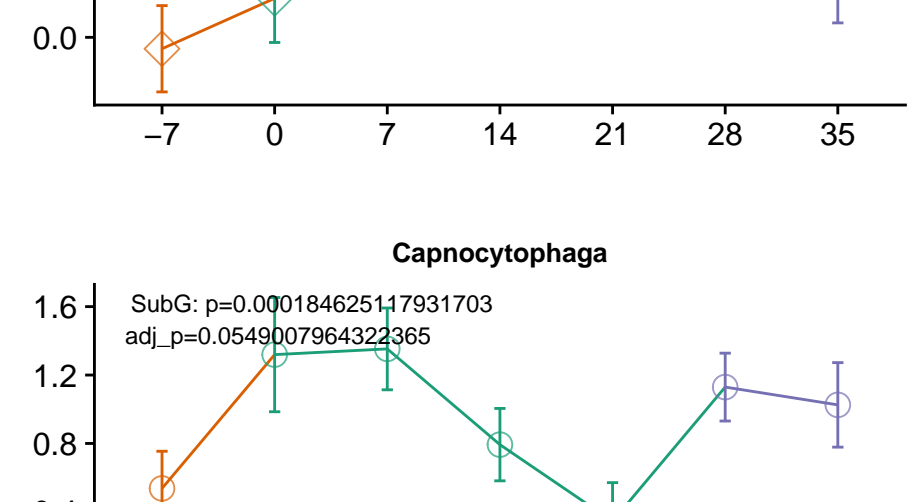 0.0
−7 0 7 14 21 28 35
Capnocytophaga
1.6
SubG: p=0.000184625117931703
adj_p=0.0549007964322365
1.2
0.8